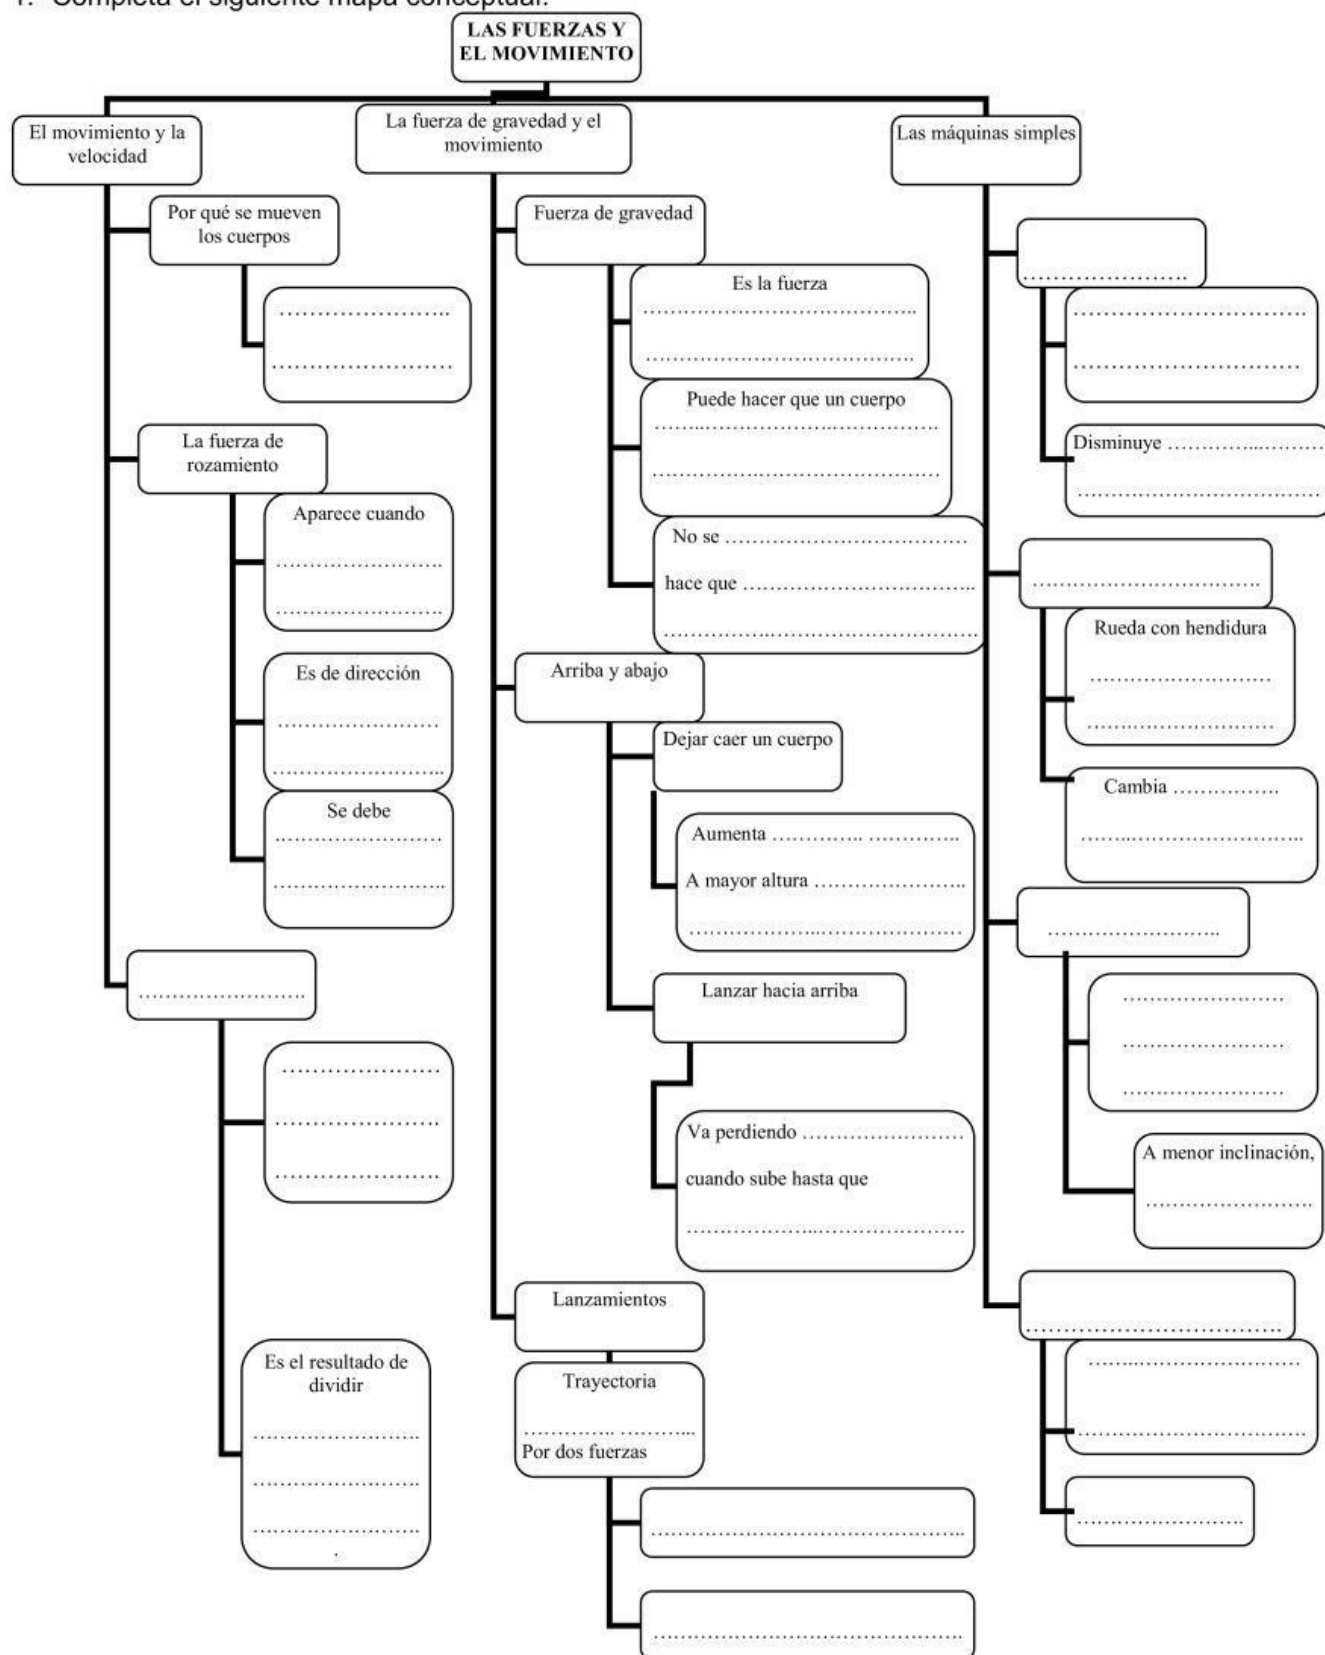 1. Completa el siguiente mapa conceptual.
LAS FUERZAS Y
EL MOVIMIENTO
El movimiento y la
velocidad
Por qué se mueven
los cuerpos
…………………..
……………………
La fuerza de
rozamiento
Aparece cuando
………………….
………………….
Es de dirección
…………………
…………………..
Se debe
………………….
…………………..
………………….
…………………
…………………
………………….
Es el resultado de
dividir
………………….
………………….
………………….
.
La fuerza de gravedad y el
movimiento
Fuerza de gravedad
Es la fuerza
………………………………..
……………………………….
Puede hacer que un cuerpo
……..……………..………….
…………………..……………
No se ……………………………
hace que …………………………..
…………..………………………
Arriba y abajo
Dejar caer un cuerpo
Aumenta ………….. ………….
A mayor altura ………………..
……………..………………
Lanzar hacia arriba
Va perdiendo …………………
cuando sube hasta que
……………..……………….
Lanzamientos
Trayectoria
………….. ………...
Por dos fuerzas
…………………………………...
……………………………………
Las máquinas simples
…………………
………………………….
…………………………
Disminuye …………...………
……………………………
………………………….
Rueda con hendidura
……………………
…………………….
Cambia …………….
……..…………………..
…………………..
…………………
…………………
…………………
A menor inclinación,
………………….
……………………………
……..…………………
…………………………
…………………..